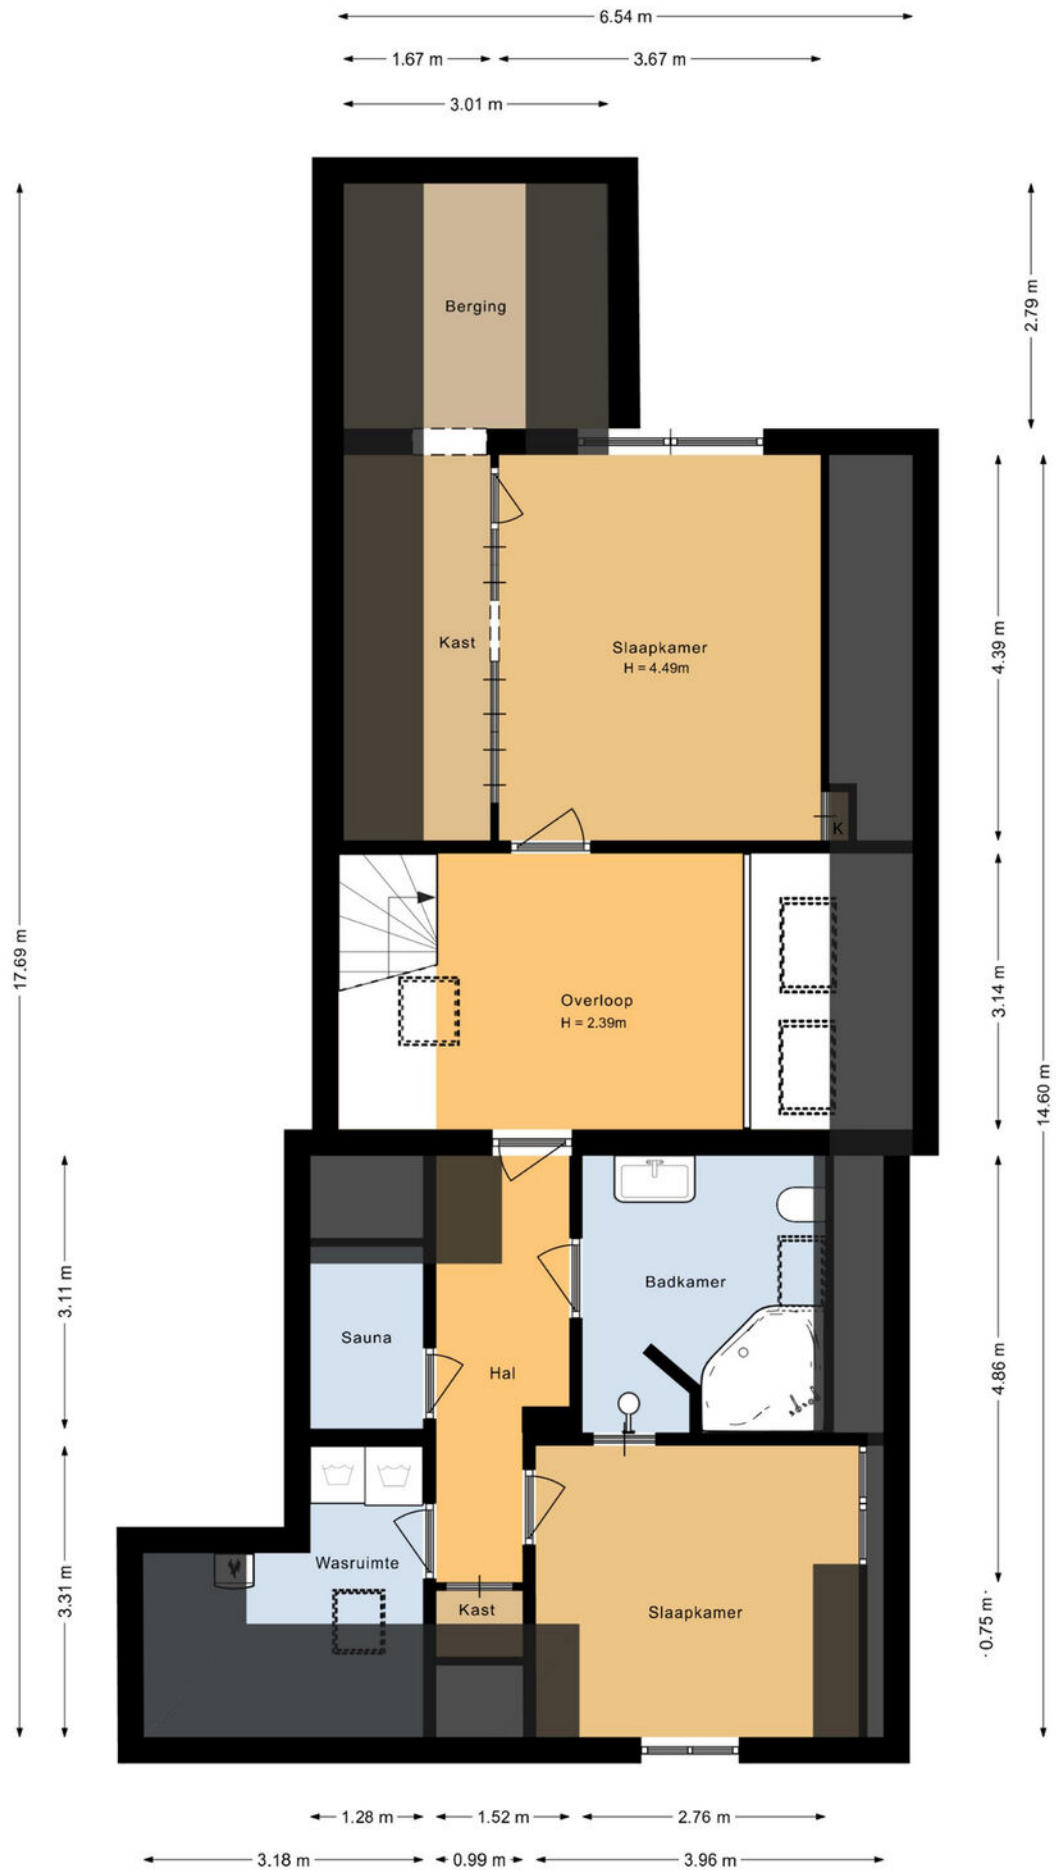 6.54 m
1.67 m
3.67 m
3.01 m
Berging
2.79 m
Kast
Slaapkamer
H = 4.49m
4.39 m
K
17.69 m
Overloop
H = 2.39m
3.14 m
14.60 m
3.11 m
Sauna
Hal
Badkamer
4.86 m
3.31 m
Wasruimte
Kast
Slaapkamer
0.75 m
1.28 m
1.52 m
2.76 m
3.18 m
0.99 m
3.96 m